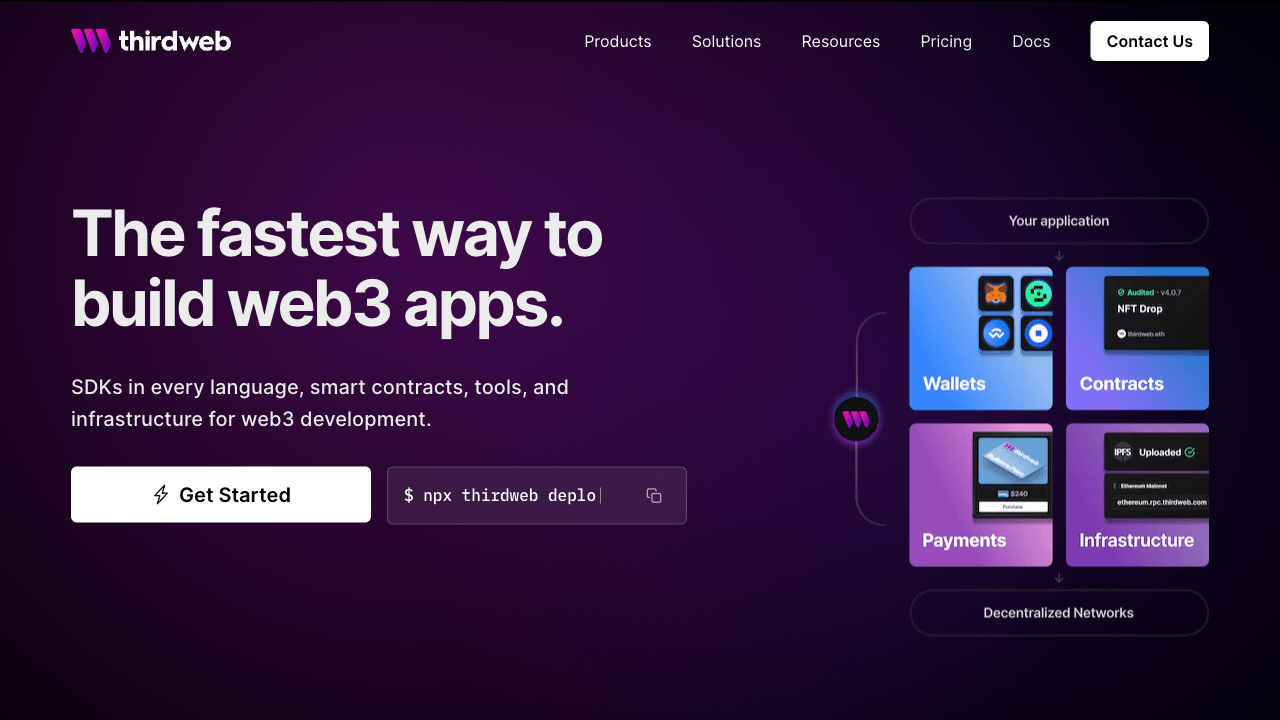 thirdweb
Products
Solutions
Resources
Pricing
Docs
Contact Us
The fastest way to
build web3 apps.
SDKs in every language, smart contracts, tools, and
infrastructure for web3 development.
Get Started
$ npx thirdweb deplo
Your application
Wallets
Audited · v4.0.7
NFT Drop
thirdweb.eth
Contracts
thirdweb
$240
Purchase
Payments
IPFS
Uploaded
Ethereum Mainnet
ethereum.rpc.thirdweb.com
Infrastructure
Decentralized Networks